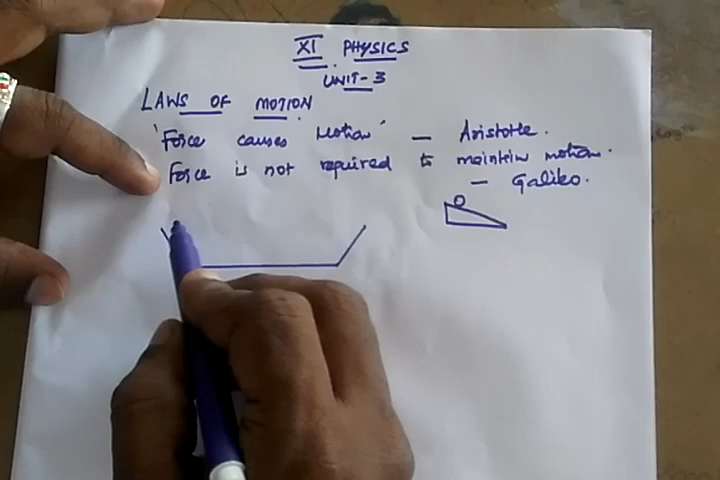 XI PHYSICS
UNIT-3
LAWS OF MOTION
'Force causes Motion' - Aristotle.
Force is not required to maintain motion.
- Galileo.